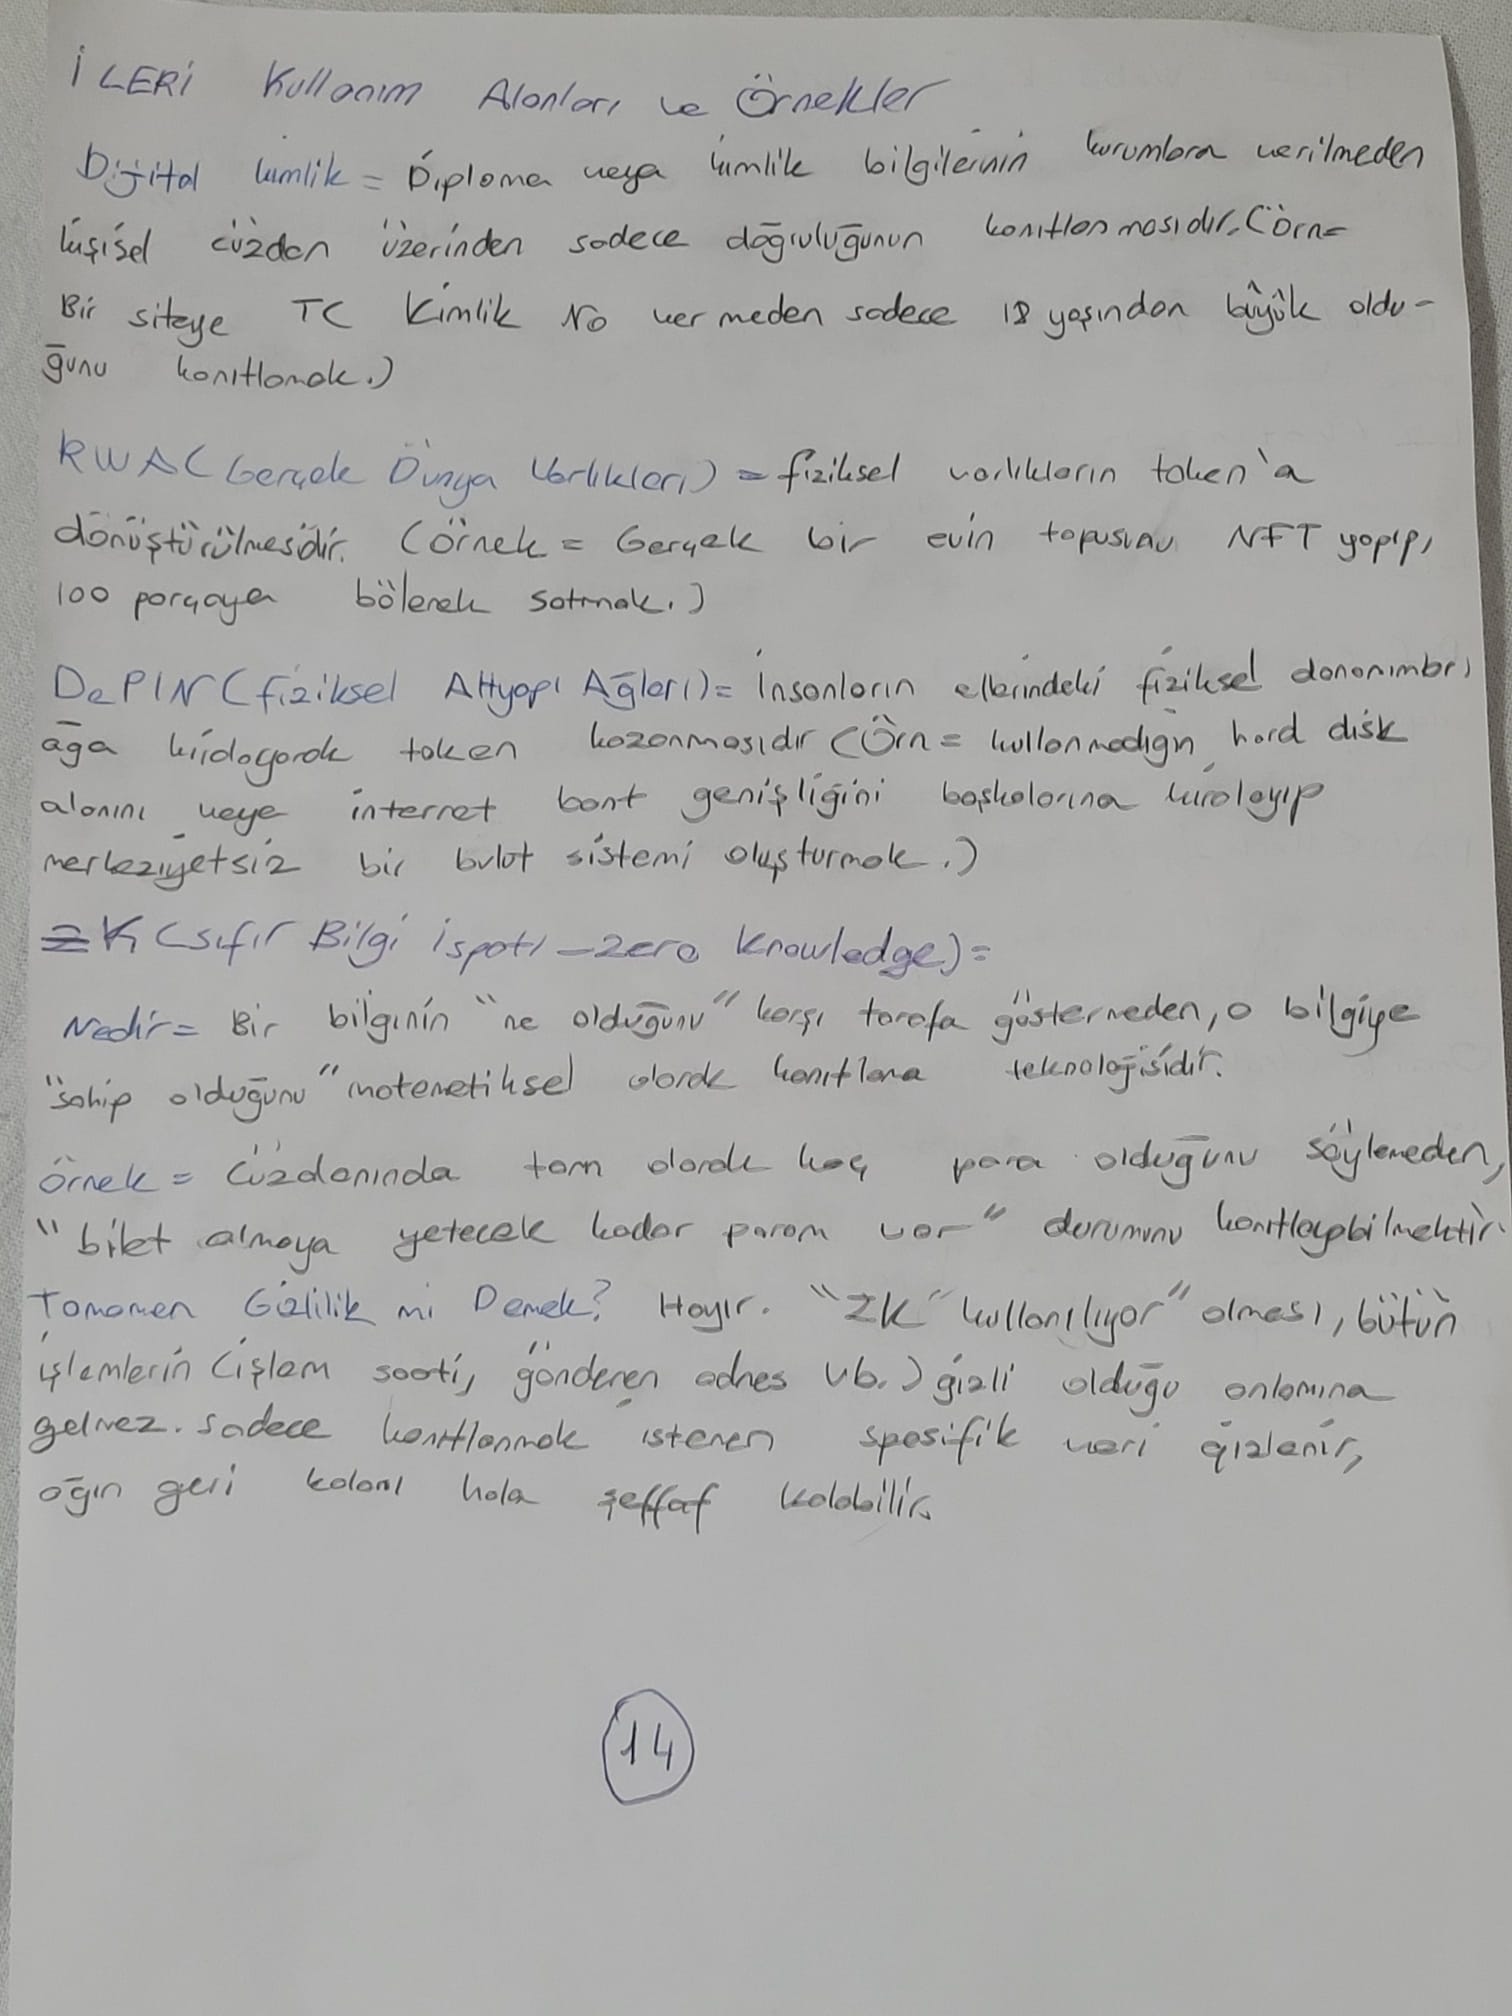 İLERİ Kullanım Alanları ve Örnekler
Dijital kimlik = Diploma veya kimlik bilgilerinin kurumlara verilmeden
kişisel cüzdan üzerinden sadece doğruluğunun kanıtlanmasıdır. (Örn=
Bir siteye TC Kimlik No vermeden sadece 18 yaşından büyük oldu-
ğunu kanıtlamak.)
RWA (Gerçek Dünya Varlıkları) = fiziksel varlıkların token'a
dönüştürülmesidir. (Örnek = Gerçek bir evin tapusunu NFT yapıp,
100 parçaya bölerek satmak.)
DePIN (fiziksel Altyapı Ağları) = İnsanların ellerindeki fiziksel donanımları
ağa kiralayarak token kazanmasıdır (Örn = kullanmadığın hard disk
alanını veya internet bant genişliğini başkalarına kiralayıp
merkeziyetsiz bir bulut sistemi oluşturmak.)
ZK (Sıfır Bilgi ispatı - Zero Knowledge) =
Nedir = Bir bilginin "ne olduğunu" karşı tarafa göstermeden, o bilgiye
"sahip olduğunu" matematiksel olarak kanıtlama teknolojisidir.
örnek = Cüzdanında tam olarak kaç para olduğunu söylemeden,
"bilet almaya yetecek kadar param var" durumunu kanıtlayabilmektir.
Tamamen Gizlilik mi Demek? Hayır. "ZK" kullanılıyor" olması, bütün
işlemlerin (işlem saati, gönderen adres vb.) gizli olduğu anlamına
gelmez. Sadece kanıtlanmak istenen spesifik veri gizlenir,
ağın geri kalanı hala şeffaf kalabilir.
14